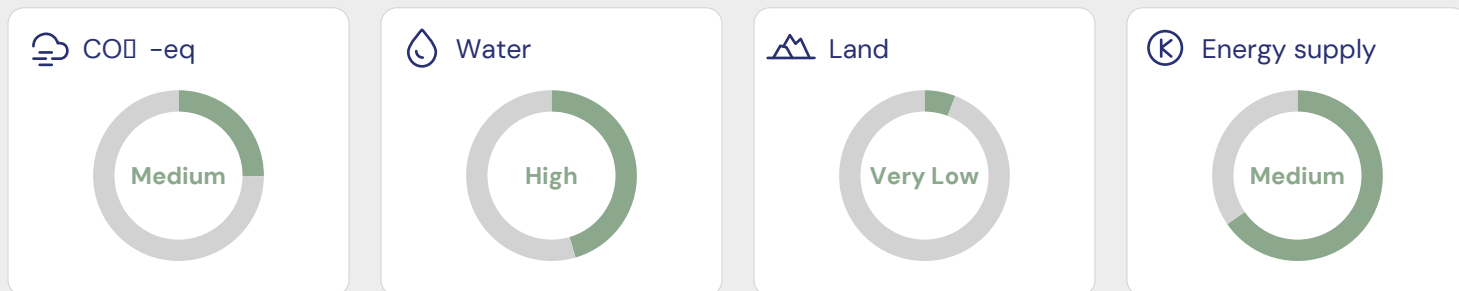 CO▯ -eq
Water
Land
Energy supply
Medium
High
Very Low
Medium